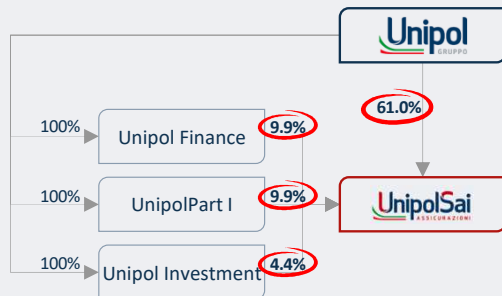 Unipol
GRUPPO
61.0%
100%
Unipol Finance
9.9%
100%
UnipolPart I
9.9%
UnipolSai
ASSICURAZIONI
100%
Unipol Investment
4.4%